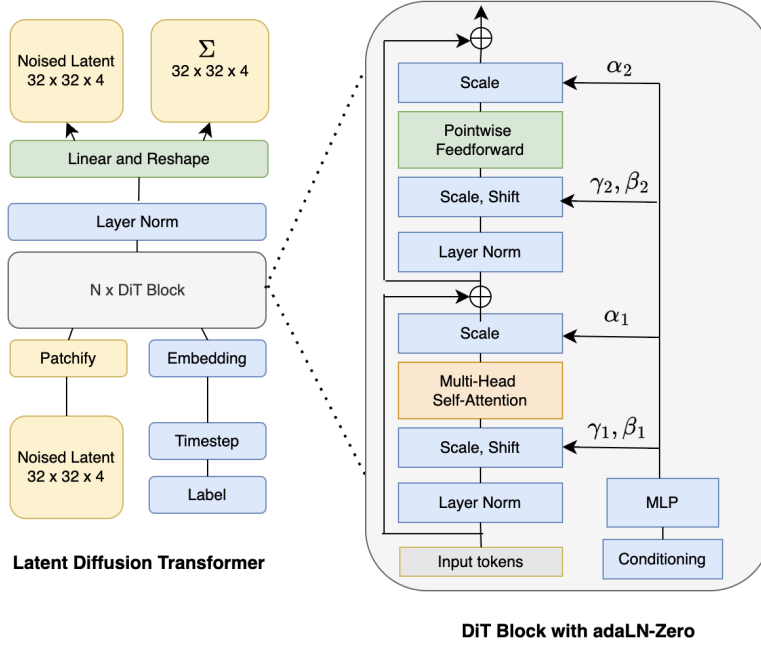 Noised Latent
32 x 32 x 4
Σ
32 x 32 x 4
Linear and Reshape
Layer Norm
N x DiT Block
Patchify
Embedding
Noised Latent
32 x 32 x 4
Timestep
Label
Latent Diffusion Transformer
Scale
α₂
Pointwise
Feedforward
Scale, Shift
γ₂, β₂
Layer Norm
Scale
α₁
Multi-Head
Self-Attention
Scale, Shift
γ₁, β₁
Layer Norm
MLP
Input tokens
Conditioning
DiT Block with adaLN-Zero